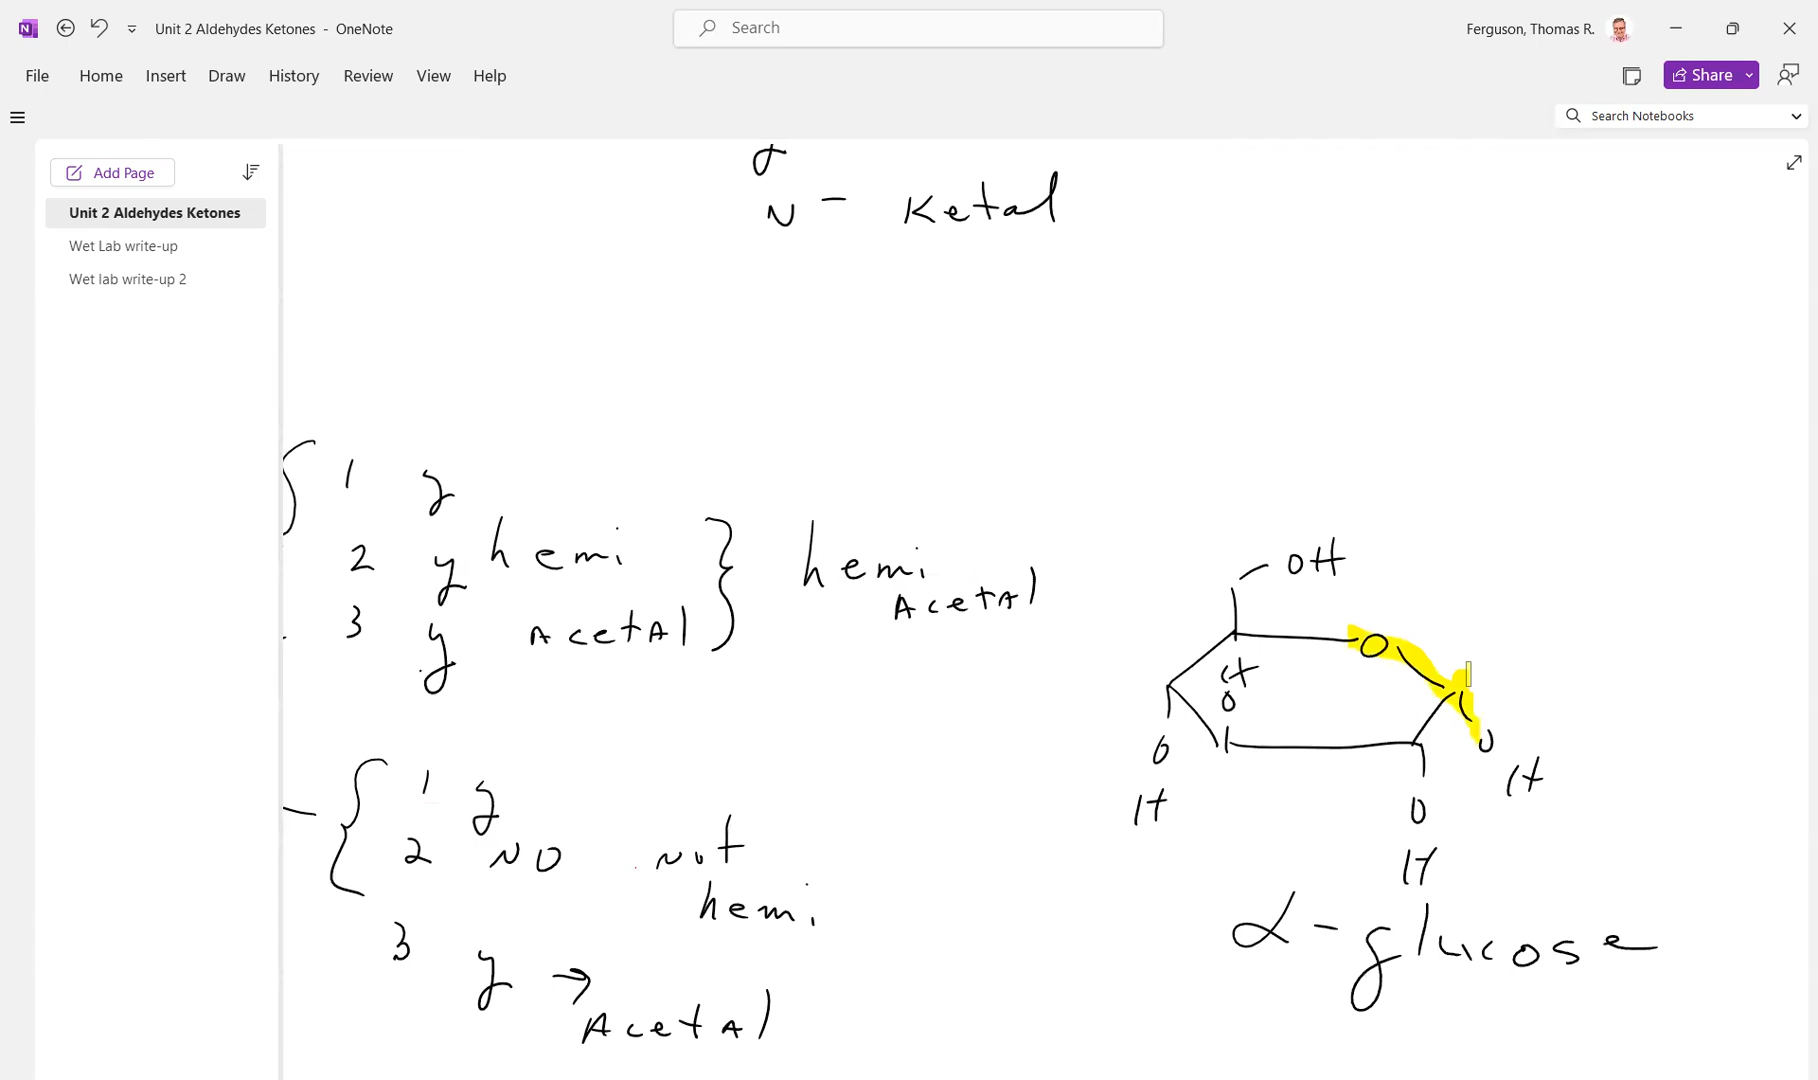 Unit 2 Aldehydes Ketones - OneNote
Search
Ferguson, Thomas R.
File Home Insert Draw History Review View Help
Share
Search Notebooks
Add Page
Unit 2 Aldehydes Ketones
Wet Lab write-up
Wet lab write-up 2
N - Ketal
1 y
2 y hemi
3 y Acetal
hemi
Acetal
1 y
2 NO not
hemi
3 y →
Acetal
OH
O
H
O
O
H
O
H
O
H
α-glucose